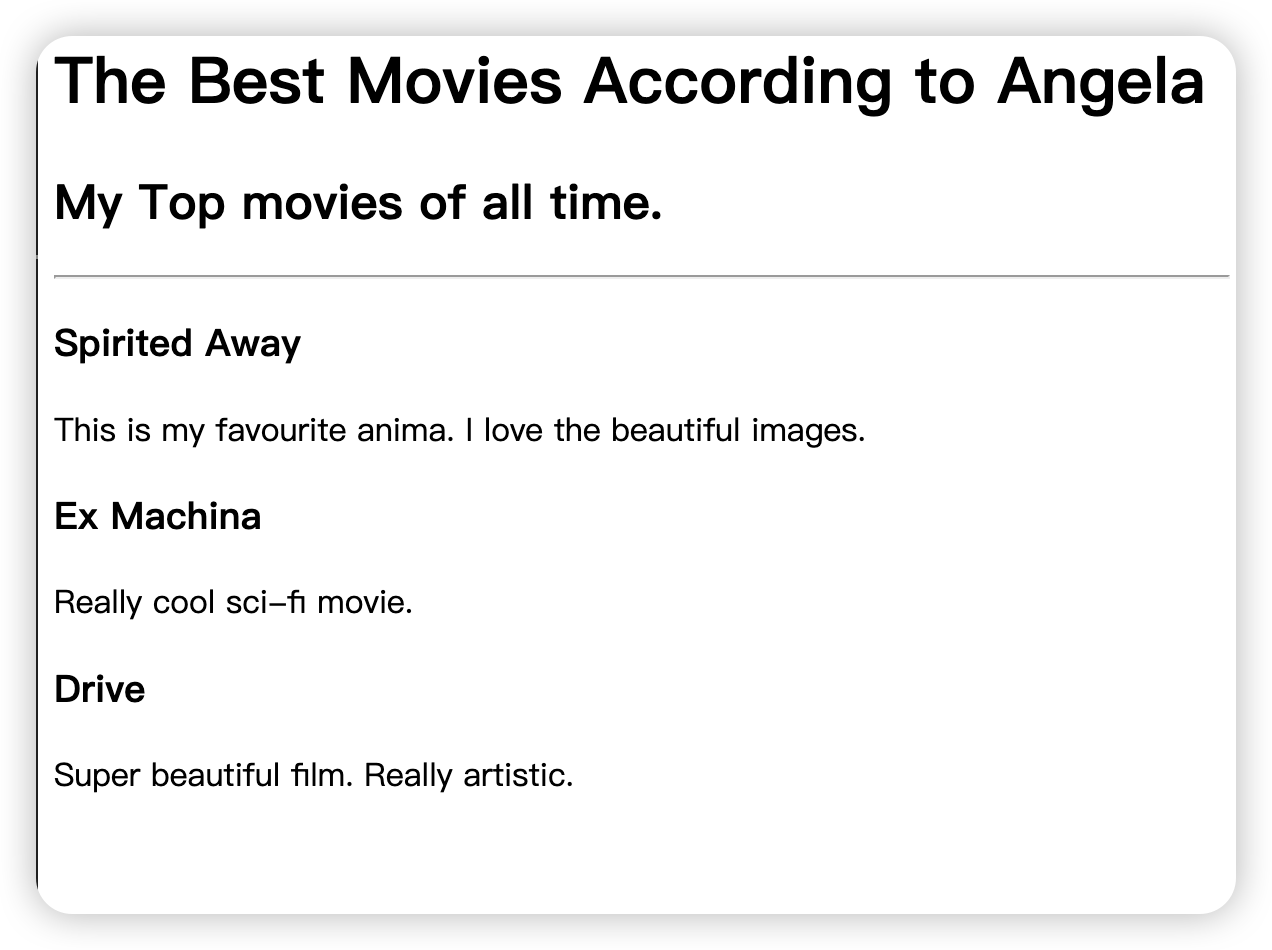 The Best Movies According to Angela
My Top movies of all time.
Spirited Away
This is my favourite anima. I love the beautiful images.
Ex Machina
Really cool sci-fi movie.
Drive
Super beautiful film. Really artistic.